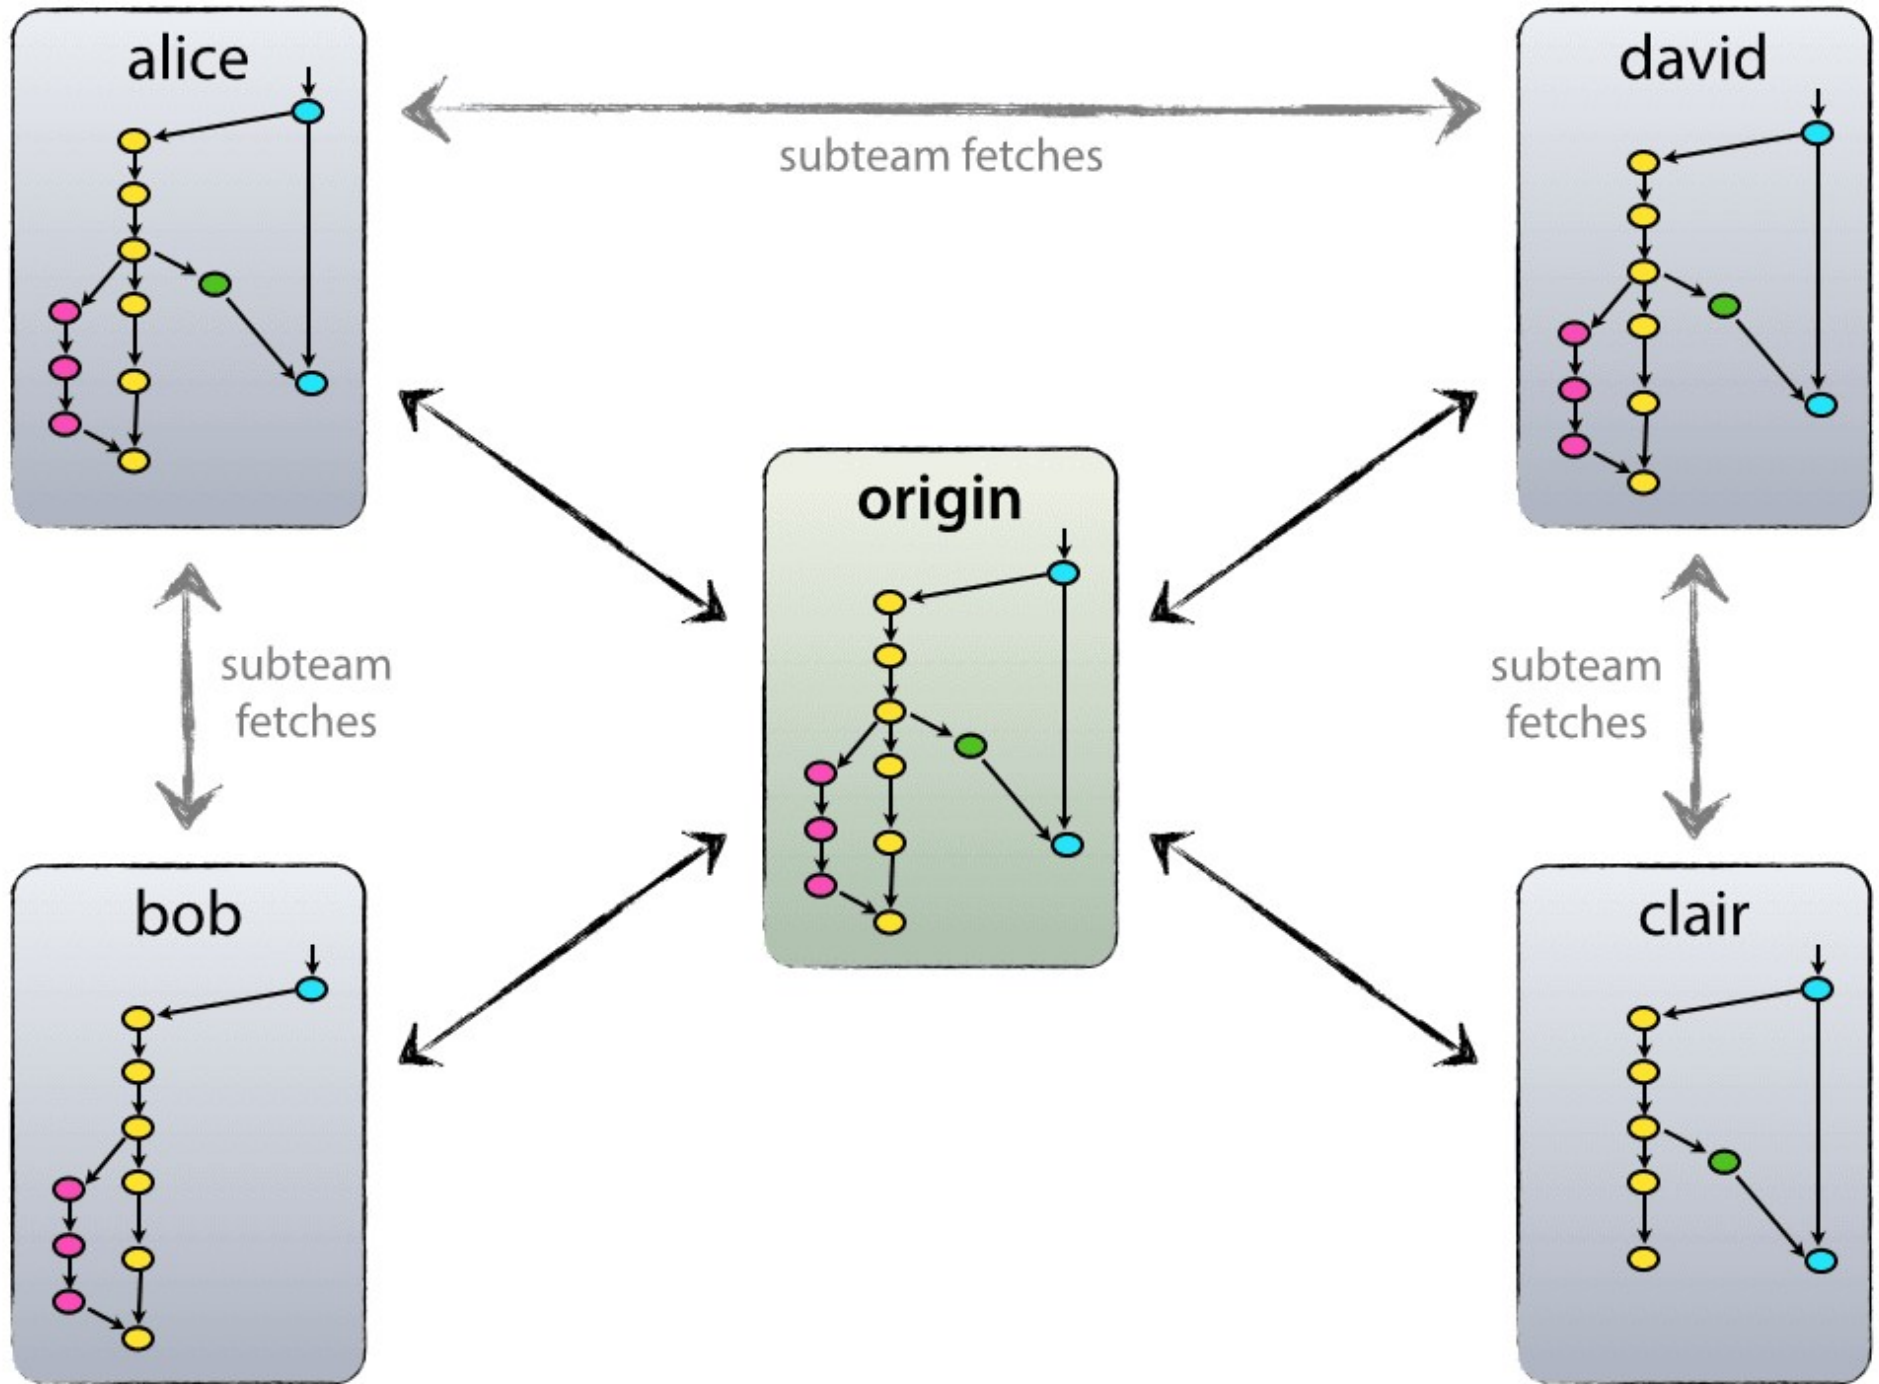 alice
david
subteam fetches
origin
subteam
fetches
subteam
fetches
bob
clair